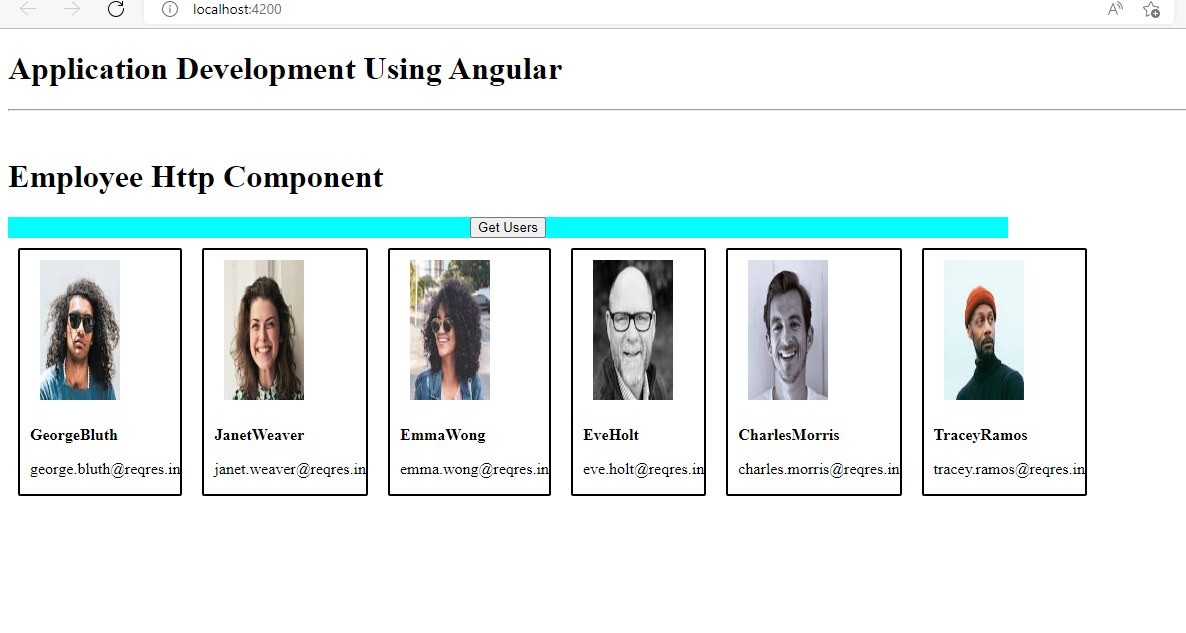 localhost:4200
Application Development Using Angular
Employee Http Component
Get Users
GeorgeBluth
george.bluth@reqres.in
JanetWeaver
janet.weaver@reqres.in
EmmaWong
emma.wong@reqres.in
EveHolt
eve.holt@reqres.in
CharlesMorris
charles.morris@reqres.in
TraceyRamos
tracey.ramos@reqres.in